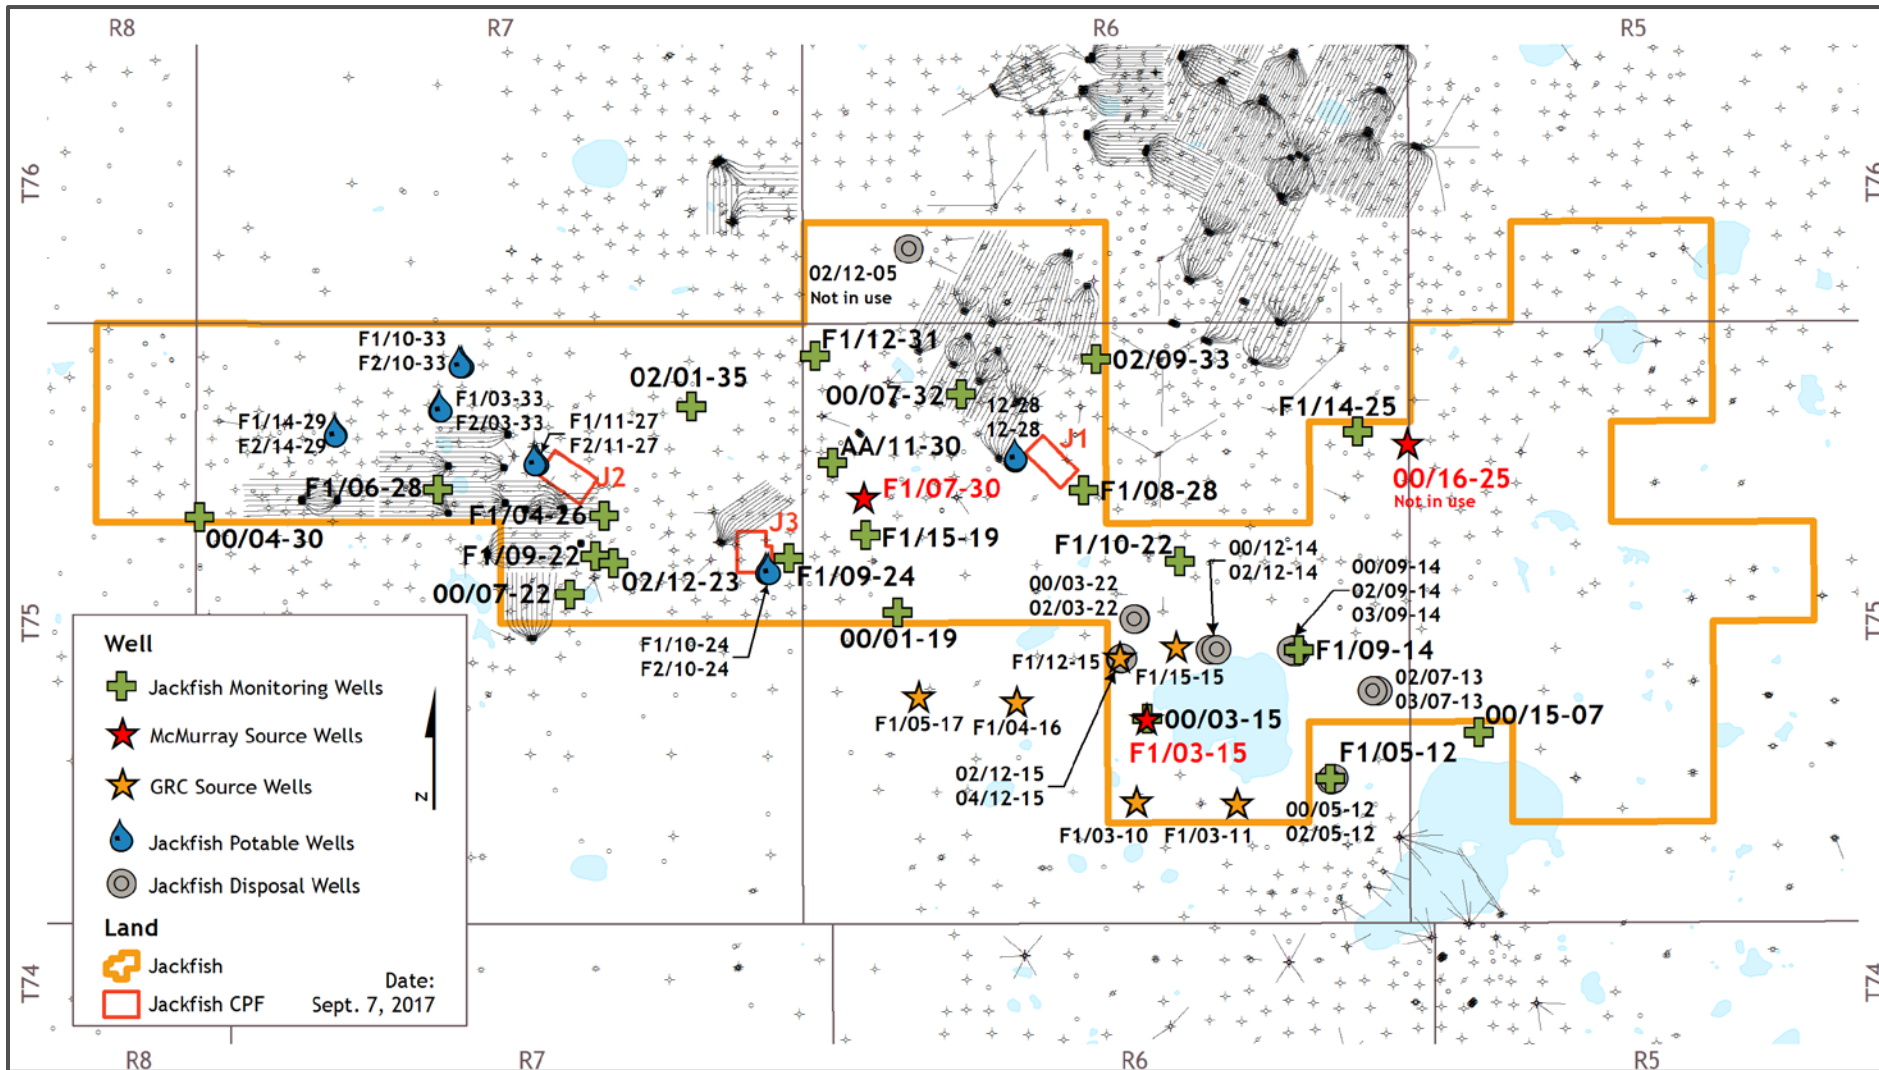 R8
R7
R6
R5
T76
T76
02/12-05
Not in use
F1/10-33
F2/10-33
F1/12-31
02/09-33
02/01-35
F1/03-33
F2/03-33
00/07-32
12-28
12-28
F1/14-25
F1/14-29
F2/14-29
F1/11-27
F2/11-27
AA/11-30
J1
J2
F1/06-28
F1/07-30
F1/08-28
00/16-25
Not in use
F1/04-26
J3
00/04-30
F1/15-19
F1/09-22
02/12-23
F1/09-24
F1/10-22
00/12-14
02/12-14
00/09-14
02/09-14
03/09-14
00/07-22
00/03-22
02/03-22
T75
T75
00/01-19
F1/10-24
F2/10-24
F1/12-15
F1/15-15
F1/09-14
02/07-13
03/07-13
F1/05-17
F1/04-16
00/03-15
F1/03-15
00/15-07
F1/05-12
02/12-15
04/12-15
00/05-12
02/05-12
F1/03-10
F1/03-11
Well
Jackfish Monitoring Wells
McMurray Source Wells
GRC Source Wells
Jackfish Potable Wells
Jackfish Disposal Wells
Z
Land
Jackfish
Jackfish CPF
Date:
Sept. 7, 2017
T74
T74
R8
R7
R6
R5